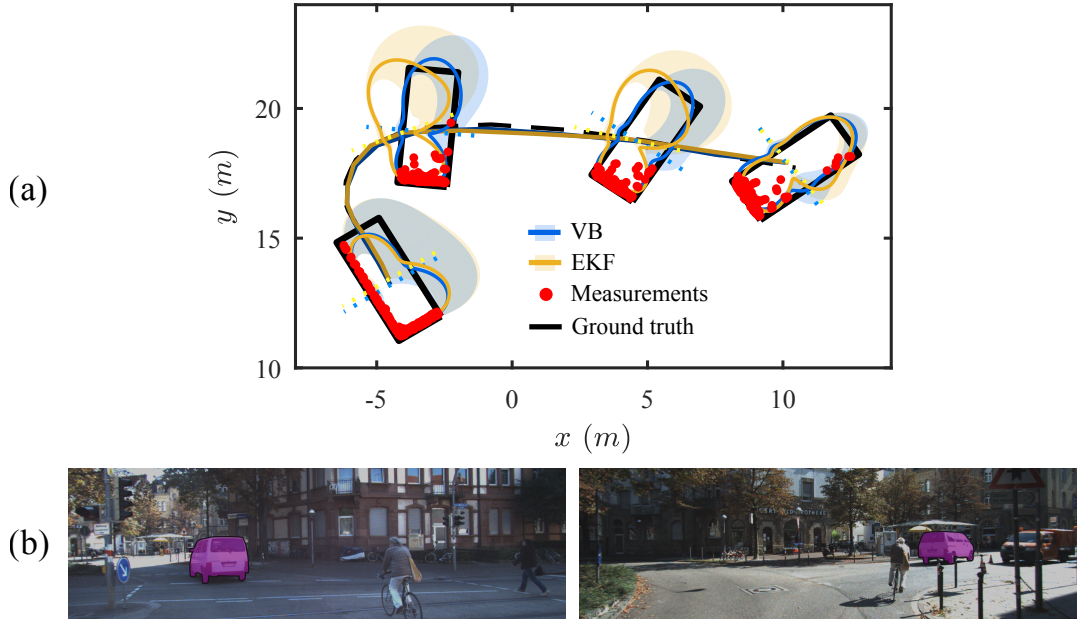 (a)
y (m)
20
15
10
VB
EKF
Measurements
Ground truth
-5 0 5 10
x (m)
(b)